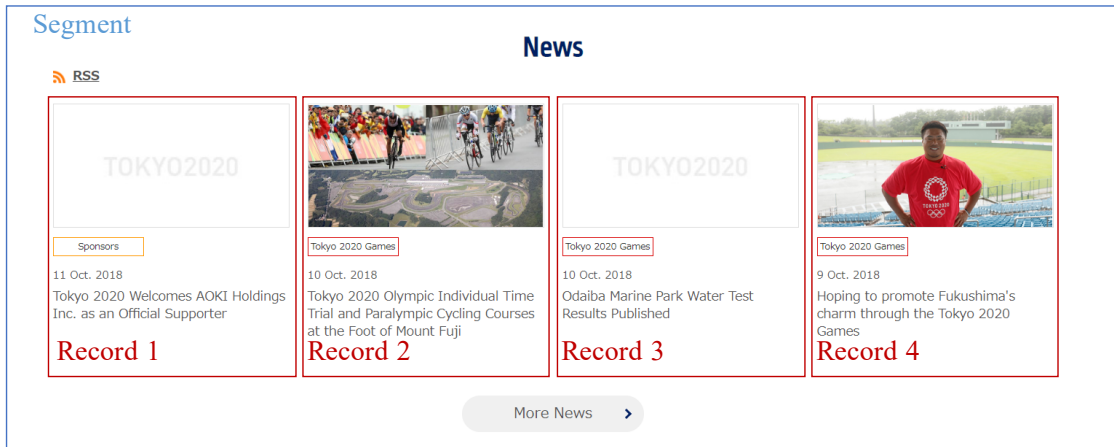 Segment
News
RSS
TOKYO2020
Sponsors
11 Oct. 2018
Tokyo 2020 Welcomes AOKI Holdings
Inc. as an Official Supporter
Record 1
Tokyo 2020 Games
10 Oct. 2018
Tokyo 2020 Olympic Individual Time
Trial and Paralympic Cycling Courses
at the Foot of Mount Fuji
Record 2
TOKYO2020
Tokyo 2020 Games
10 Oct. 2018
Odaiba Marine Park Water Test
Results Published
Record 3
TOKYO 2020
Tokyo 2020 Games
9 Oct. 2018
Hoping to promote Fukushima's
charm through the Tokyo 2020
Games
Record 4
More News